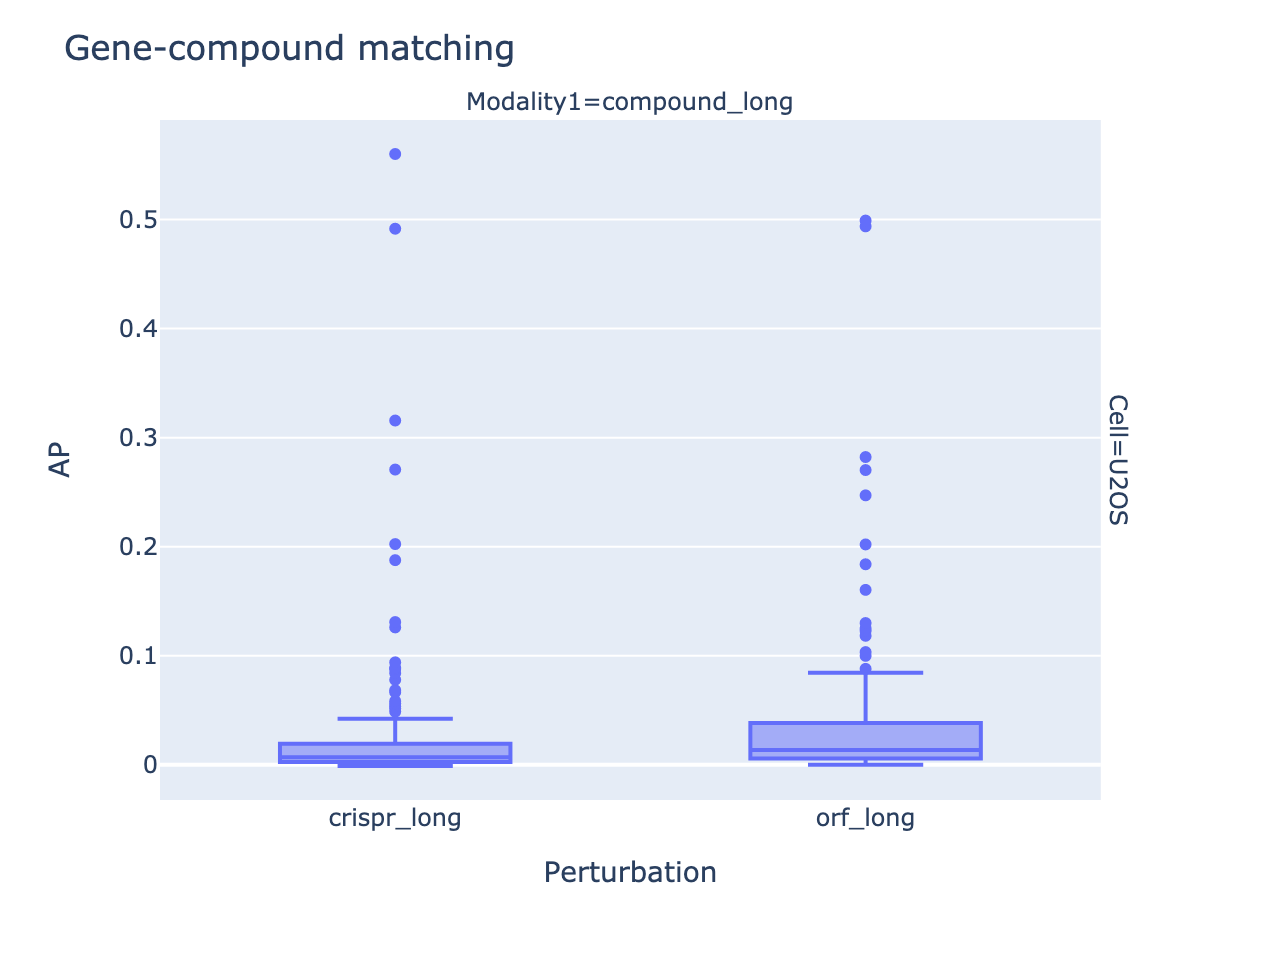 Gene-compound matching
Modality1=compound_long
0.5
0.4
0.3
0.2
0.1
0
AP
Cell=U2OS
crispr_long
orf_long
Perturbation